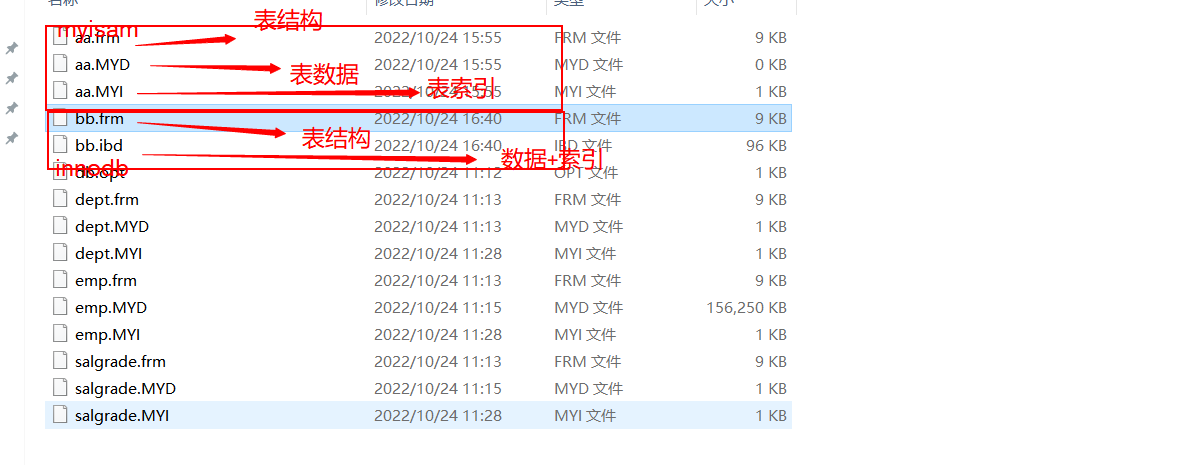 名称 修改日期 类型 大小
myisam
表结构
aa.frm 2022/10/24 15:55 FRM 文件 9 KB
aa.MYD 2022/10/24 15:55 MYD 文件 0 KB
表数据
aa.MYI 2022/10/24 15:55 MYI 文件 1 KB
表索引
bb.frm 2022/10/24 16:40 FRM 文件 9 KB
表结构
bb.ibd 2022/10/24 16:40 IBD 文件 96 KB
数据+索引
innodb
db.opt 2022/10/24 11:12 OPT 文件 1 KB
dept.frm 2022/10/24 11:13 FRM 文件 9 KB
dept.MYD 2022/10/24 11:13 MYD 文件 1 KB
dept.MYI 2022/10/24 11:28 MYI 文件 1 KB
emp.frm 2022/10/24 11:13 FRM 文件 9 KB
emp.MYD 2022/10/24 11:15 MYD 文件 156,250 KB
emp.MYI 2022/10/24 11:28 MYI 文件 1 KB
salgrade.frm 2022/10/24 11:13 FRM 文件 9 KB
salgrade.MYD 2022/10/24 11:15 MYD 文件 1 KB
salgrade.MYI 2022/10/24 11:28 MYI 文件 1 KB